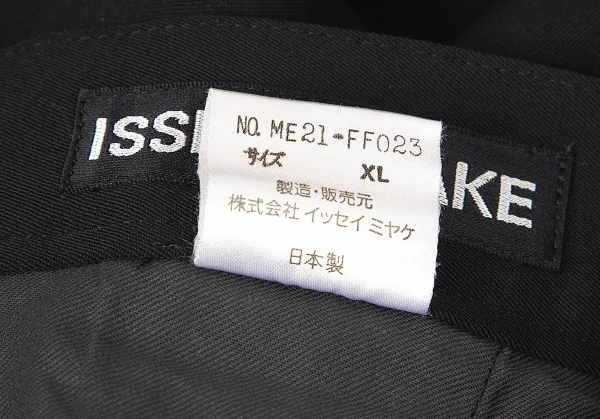 ISS
AKE
NO. ME21-FF023
サイズ XL
製造・販売元
株式会社 イッセイ ミヤケ
日本製